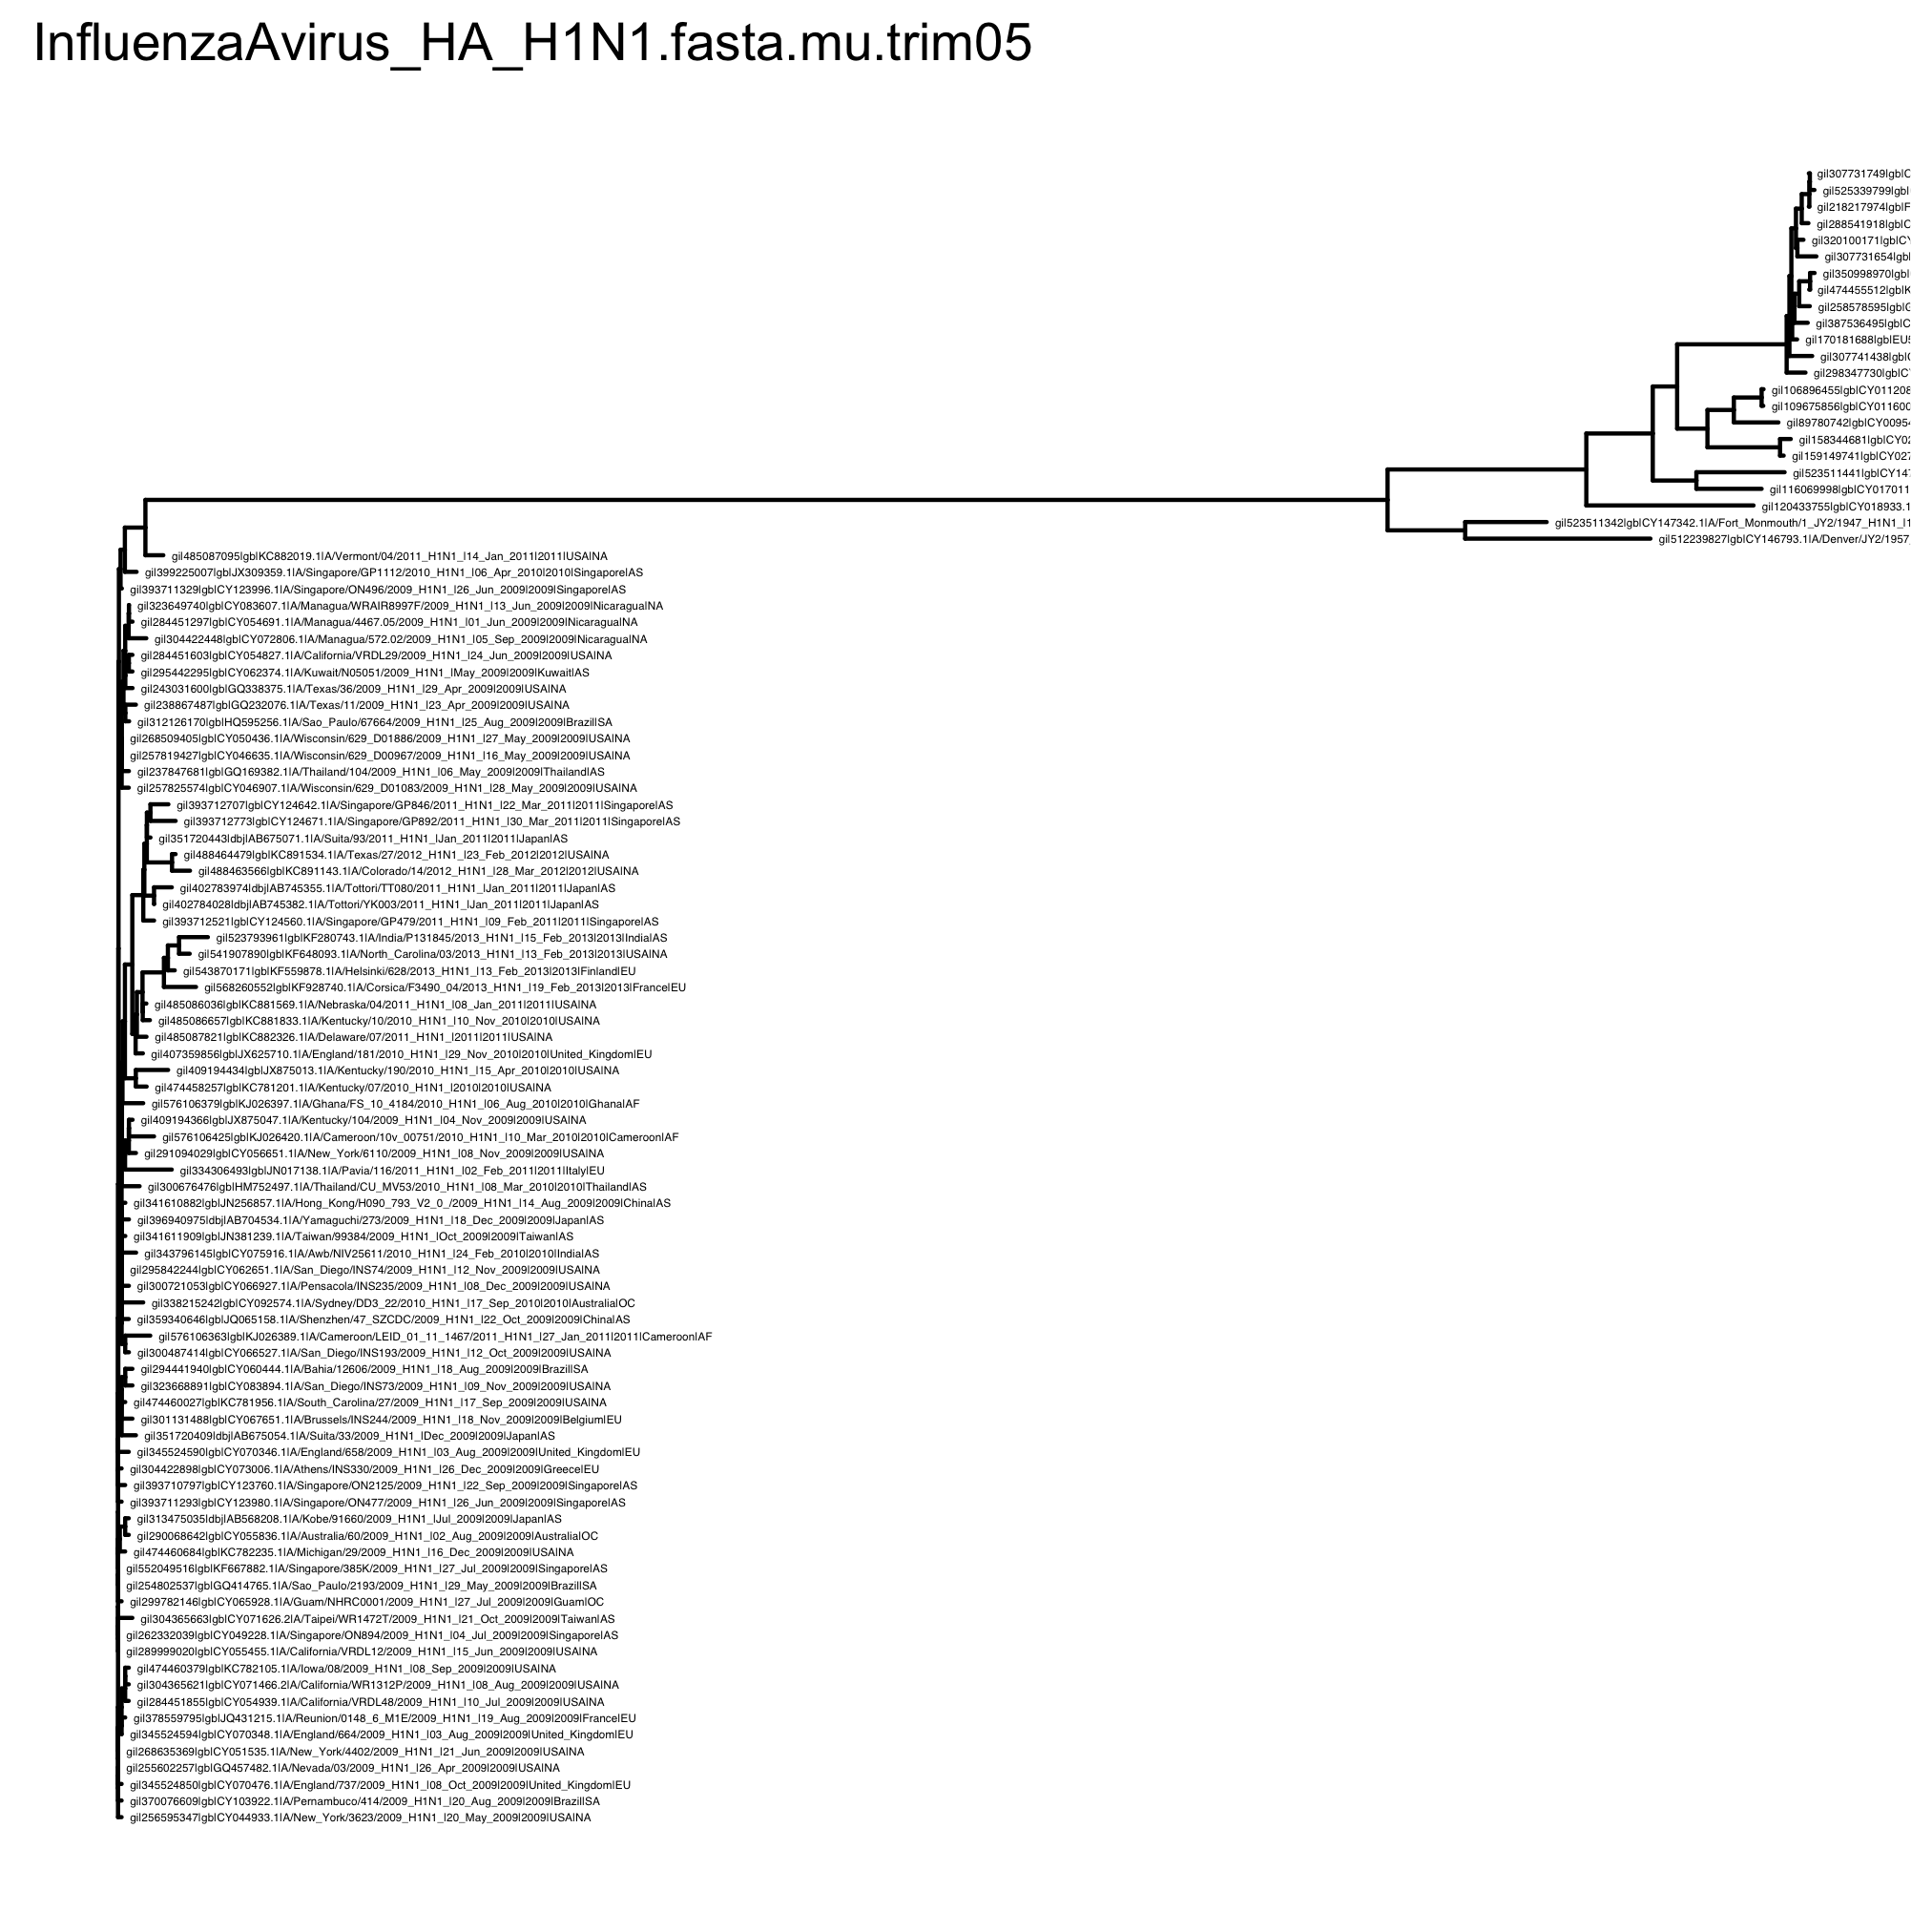 InfluenzaAvirus_HA_H1N1.fasta.mu.trim05
gi|307731749|gb|C
gi|525339799|gb|
gi|218217974|gb|F
gi|288541918|gb|C
gi|320100171|gb|CY
gi|307731654|gb|
gi|350998970|gb|
gi|474455512|gb|K
gi|258578595|gb|G
gi|387536495|gb|C
gi|170181688|gb|EU5
gi|307741438|gb|C
gi|298347730|gb|CY
gi|106896455|gb|CY011208
gi|109675856|gb|CY011600
gi|89780742|gb|CY00954
gi|158344681|gb|CY02
gi|159149741|gb|CY027
gi|523511441|gb|CY147
gi|116069998|gb|CY017011
gi|120433755|gb|CY018933.1
gi|523511342|gb|CY147342.1|A/Fort_Monmouth/1_JY2/1947_H1N1_|1
gi|512239827|gb|CY146793.1|A/Denver/JY2/1957_
gi|485087095|gb|KC882019.1|A/Vermont/04/2011_H1N1_|14_Jan_2011|2011|USA|NA
gi|399225007|gb|JX309359.1|A/Singapore/GP1112/2010_H1N1_|06_Apr_2010|2010|Singapore|AS
gi|393711329|gb|CY123996.1|A/Singapore/ON496/2009_H1N1_|26_Jun_2009|2009|Singapore|AS
gi|323649740|gb|CY083607.1|A/Managua/WRAIR8997F/2009_H1N1_|13_Jun_2009|2009|Nicaragua|NA
gi|284451297|gb|CY054691.1|A/Managua/4467.05/2009_H1N1_|01_Jun_2009|2009|Nicaragua|NA
gi|304422448|gb|CY072806.1|A/Managua/572.02/2009_H1N1_|05_Sep_2009|2009|Nicaragua|NA
gi|284451603|gb|CY054827.1|A/California/VRDL29/2009_H1N1_|24_Jun_2009|2009|USA|NA
gi|295442295|gb|CY062374.1|A/Kuwait/N05051/2009_H1N1_|May_2009|2009|Kuwait|AS
gi|243031600|gb|GQ338375.1|A/Texas/36/2009_H1N1_|29_Apr_2009|2009|USA|NA
gi|238867487|gb|GQ232076.1|A/Texas/11/2009_H1N1_|23_Apr_2009|2009|USA|NA
gi|312126170|gb|HQ595256.1|A/Sao_Paulo/67664/2009_H1N1_|25_Aug_2009|2009|Brazil|SA
gi|268509405|gb|CY050436.1|A/Wisconsin/629_D01886/2009_H1N1_|27_May_2009|2009|USA|NA
gi|257819427|gb|CY046635.1|A/Wisconsin/629_D00967/2009_H1N1_|16_May_2009|2009|USA|NA
gi|237847681|gb|GQ169382.1|A/Thailand/104/2009_H1N1_|06_May_2009|2009|Thailand|AS
gi|257825574|gb|CY046907.1|A/Wisconsin/629_D01083/2009_H1N1_|28_May_2009|2009|USA|NA
gi|393712707|gb|CY124642.1|A/Singapore/GP846/2011_H1N1_|22_Mar_2011|2011|Singapore|AS
gi|393712773|gb|CY124671.1|A/Singapore/GP892/2011_H1N1_|30_Mar_2011|2011|Singapore|AS
gi|351720443|dbj|AB675071.1|A/Suita/93/2011_H1N1_|Jan_2011|2011|Japan|AS
gi|488464479|gb|KC891534.1|A/Texas/27/2012_H1N1_|23_Feb_2012|2012|USA|NA
gi|488463566|gb|KC891143.1|A/Colorado/14/2012_H1N1_|28_Mar_2012|2012|USA|NA
gi|402783974|dbj|AB745355.1|A/Tottori/TT080/2011_H1N1_|Jan_2011|2011|Japan|AS
gi|402784028|dbj|AB745382.1|A/Tottori/YK003/2011_H1N1_|Jan_2011|2011|Japan|AS
gi|393712521|gb|CY124560.1|A/Singapore/GP479/2011_H1N1_|09_Feb_2011|2011|Singapore|AS
gi|523793961|gb|KF280743.1|A/India/P131845/2013_H1N1_|15_Feb_2013|2013|India|AS
gi|541907890|gb|KF648093.1|A/North_Carolina/03/2013_H1N1_|13_Feb_2013|2013|USA|NA
gi|543870171|gb|KF559878.1|A/Helsinki/628/2013_H1N1_|13_Feb_2013|2013|Finland|EU
gi|568260552|gb|KF928740.1|A/Corsica/F3490_04/2013_H1N1_|19_Feb_2013|2013|France|EU
gi|485086036|gb|KC881569.1|A/Nebraska/04/2011_H1N1_|08_Jan_2011|2011|USA|NA
gi|485086657|gb|KC881833.1|A/Kentucky/10/2010_H1N1_|10_Nov_2010|2010|USA|NA
gi|485087821|gb|KC882326.1|A/Delaware/07/2011_H1N1_|2011|2011|USA|NA
gi|407359856|gb|JX625710.1|A/England/181/2010_H1N1_|29_Nov_2010|2010|United_Kingdom|EU
gi|409194434|gb|JX875013.1|A/Kentucky/190/2010_H1N1_|15_Apr_2010|2010|USA|NA
gi|474458257|gb|KC781201.1|A/Kentucky/07/2010_H1N1_|2010|2010|USA|NA
gi|576106379|gb|KJ026397.1|A/Ghana/FS_10_4184/2010_H1N1_|06_Aug_2010|2010|Ghana|AF
gi|409194366|gb|JX875047.1|A/Kentucky/104/2009_H1N1_|04_Nov_2009|2009|USA|NA
gi|576106425|gb|KJ026420.1|A/Cameroon/10v_00751/2010_H1N1_|10_Mar_2010|2010|Cameroon|AF
gi|291094029|gb|CY056651.1|A/New_York/6110/2009_H1N1_|08_Nov_2009|2009|USA|NA
gi|334306493|gb|JN017138.1|A/Pavia/116/2011_H1N1_|02_Feb_2011|2011|Italy|EU
gi|300676476|gb|HM752497.1|A/Thailand/CU_MV53/2010_H1N1_|08_Mar_2010|2010|Thailand|AS
gi|341610882|gb|JN256857.1|A/Hong_Kong/H090_793_V2_0_/2009_H1N1_|14_Aug_2009|2009|China|AS
gi|396940975|dbj|AB704534.1|A/Yamaguchi/273/2009_H1N1_|18_Dec_2009|2009|Japan|AS
gi|341611909|gb|JN381239.1|A/Taiwan/99384/2009_H1N1_|Oct_2009|2009|Taiwan|AS
gi|343796145|gb|CY075916.1|A/Awb/NIV25611/2010_H1N1_|24_Feb_2010|2010|India|AS
gi|295842244|gb|CY062651.1|A/San_Diego/INS74/2009_H1N1_|12_Nov_2009|2009|USA|NA
gi|300721053|gb|CY066927.1|A/Pensacola/INS235/2009_H1N1_|08_Dec_2009|2009|USA|NA
gi|338215242|gb|CY092574.1|A/Sydney/DD3_22/2010_H1N1_|17_Sep_2010|2010|Australia|OC
gi|359340646|gb|JQ065158.1|A/Shenzhen/47_SZCDC/2009_H1N1_|22_Oct_2009|2009|China|AS
gi|576106363|gb|KJ026389.1|A/Cameroon/LEID_01_11_1467/2011_H1N1_|27_Jan_2011|2011|Cameroon|AF
gi|300487414|gb|CY066527.1|A/San_Diego/INS193/2009_H1N1_|12_Oct_2009|2009|USA|NA
gi|294441940|gb|CY060444.1|A/Bahia/12606/2009_H1N1_|18_Aug_2009|2009|Brazil|SA
gi|323668891|gb|CY083894.1|A/San_Diego/INS73/2009_H1N1_|09_Nov_2009|2009|USA|NA
gi|474460027|gb|KC781956.1|A/South_Carolina/27/2009_H1N1_|17_Sep_2009|2009|USA|NA
gi|301131488|gb|CY067651.1|A/Brussels/INS244/2009_H1N1_|18_Nov_2009|2009|Belgium|EU
gi|351720409|dbj|AB675054.1|A/Suita/33/2009_H1N1_|Dec_2009|2009|Japan|AS
gi|345524590|gb|CY070346.1|A/England/658/2009_H1N1_|03_Aug_2009|2009|United_Kingdom|EU
gi|304422898|gb|CY073006.1|A/Athens/INS330/2009_H1N1_|26_Dec_2009|2009|Greece|EU
gi|393710797|gb|CY123760.1|A/Singapore/ON2125/2009_H1N1_|22_Sep_2009|2009|Singapore|AS
gi|393711293|gb|CY123980.1|A/Singapore/ON477/2009_H1N1_|26_Jun_2009|2009|Singapore|AS
gi|313475035|dbj|AB568208.1|A/Kobe/91660/2009_H1N1_|Jul_2009|2009|Japan|AS
gi|290068642|gb|CY055836.1|A/Australia/60/2009_H1N1_|02_Aug_2009|2009|Australia|OC
gi|474460684|gb|KC782235.1|A/Michigan/29/2009_H1N1_|16_Dec_2009|2009|USA|NA
gi|552049516|gb|KF667882.1|A/Singapore/385K/2009_H1N1_|27_Jul_2009|2009|Singapore|AS
gi|254802537|gb|GQ414765.1|A/Sao_Paulo/2193/2009_H1N1_|29_May_2009|2009|Brazil|SA
gi|299782146|gb|CY065928.1|A/Guam/NHRC0001/2009_H1N1_|27_Jul_2009|2009|Guam|OC
gi|304365663|gb|CY071626.2|A/Taipei/WR1472T/2009_H1N1_|21_Oct_2009|2009|Taiwan|AS
gi|262332039|gb|CY049228.1|A/Singapore/ON894/2009_H1N1_|04_Jul_2009|2009|Singapore|AS
gi|289999020|gb|CY055455.1|A/California/VRDL12/2009_H1N1_|15_Jun_2009|2009|USA|NA
gi|474460379|gb|KC782105.1|A/Iowa/08/2009_H1N1_|08_Sep_2009|2009|USA|NA
gi|304365621|gb|CY071466.2|A/California/WR1312P/2009_H1N1_|08_Aug_2009|2009|USA|NA
gi|284451855|gb|CY054939.1|A/California/VRDL48/2009_H1N1_|10_Jul_2009|2009|USA|NA
gi|378559795|gb|JQ431215.1|A/Reunion/0148_6_M1E/2009_H1N1_|19_Aug_2009|2009|France|EU
gi|345524594|gb|CY070348.1|A/England/664/2009_H1N1_|03_Aug_2009|2009|United_Kingdom|EU
gi|268635369|gb|CY051535.1|A/New_York/4402/2009_H1N1_|21_Jun_2009|2009|USA|NA
gi|255602257|gb|GQ457482.1|A/Nevada/03/2009_H1N1_|26_Apr_2009|2009|USA|NA
gi|345524850|gb|CY070476.1|A/England/737/2009_H1N1_|08_Oct_2009|2009|United_Kingdom|EU
gi|370076609|gb|CY103922.1|A/Pernambuco/414/2009_H1N1_|20_Aug_2009|2009|Brazil|SA
gi|256595347|gb|CY044933.1|A/New_York/3623/2009_H1N1_|20_May_2009|2009|USA|NA